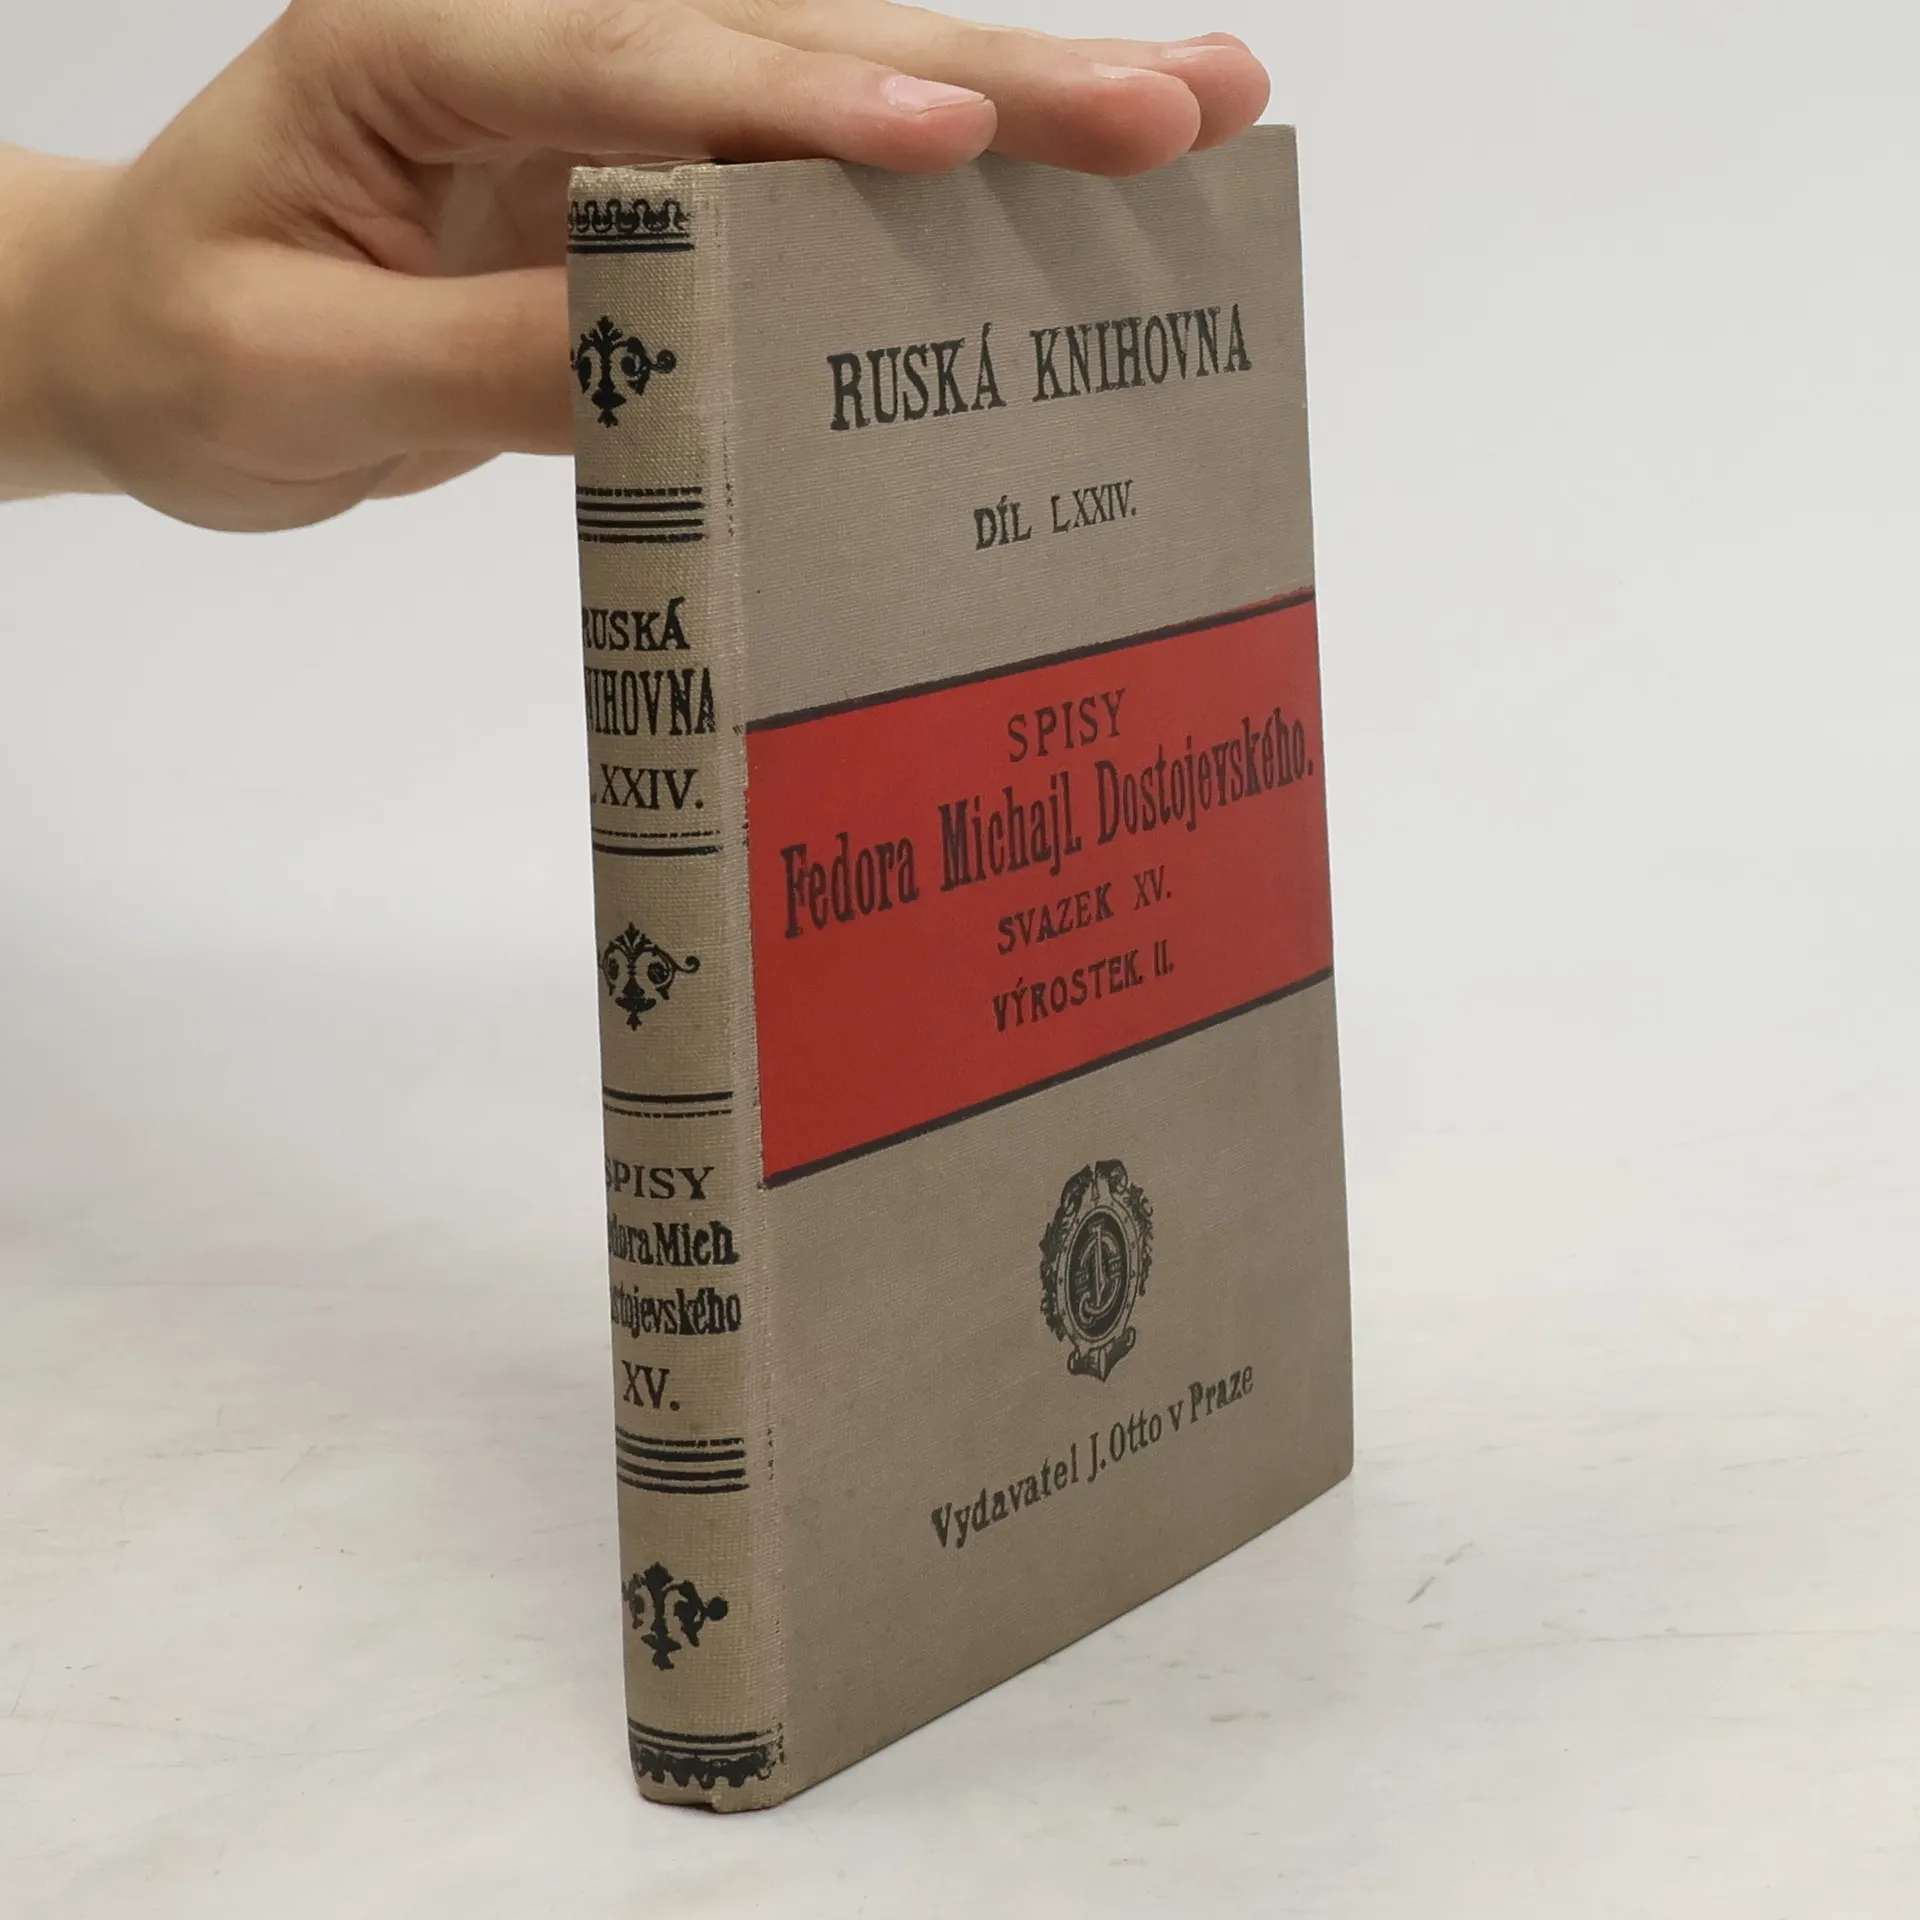 RUSKÁ KNIHOVNA
DÍL LXXIV.
SPISY
Fedora Michajl. Dostojevského.
SVAZEK XV.
VÝROSTEK. II.
Vydavatel J. Otto v Praze
RUSKÁ
KNIHOVNA
LXXIV.
SPISY
Fedora Mich.
Dostojevského
XV.